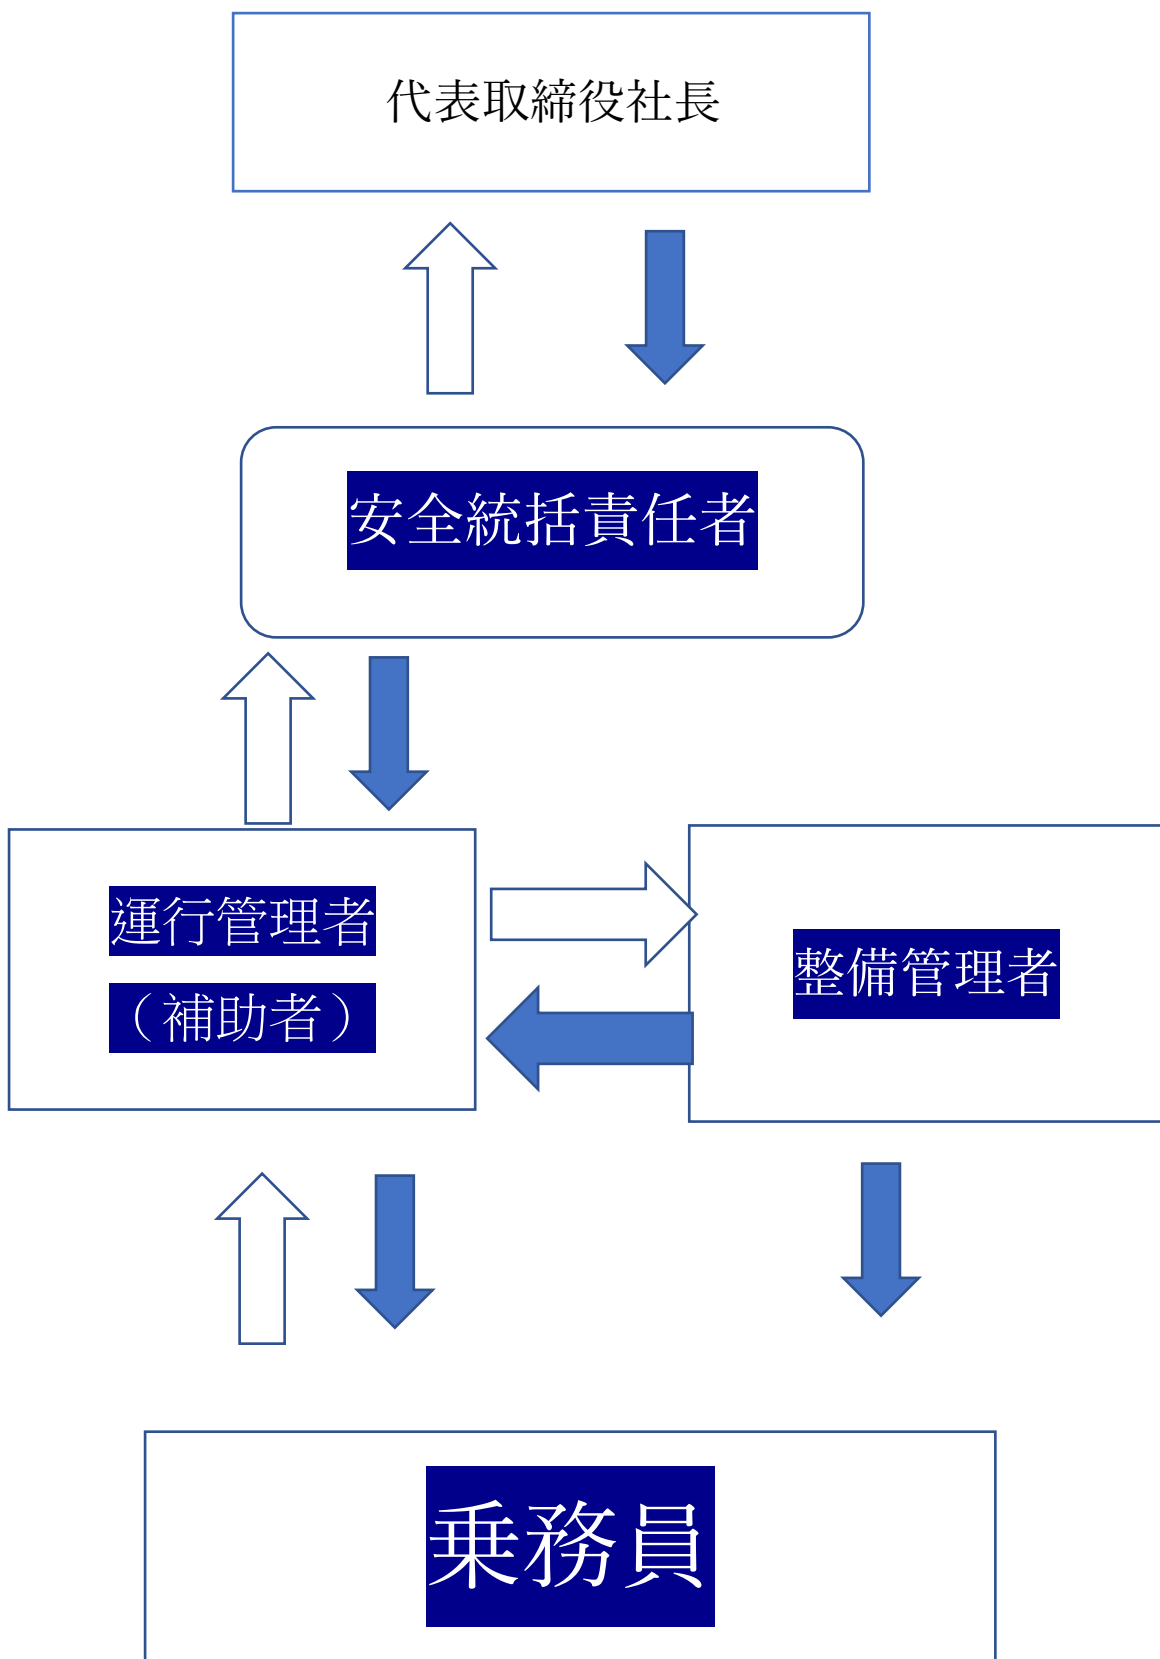 代表取締役社長
安全統括責任者
運行管理者
（補助者）
整備管理者
乗務員